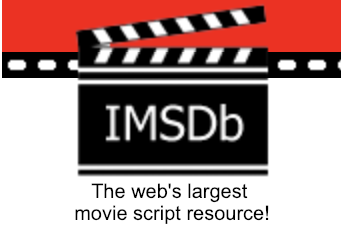 IMSDb
The web's largest
movie script resource!